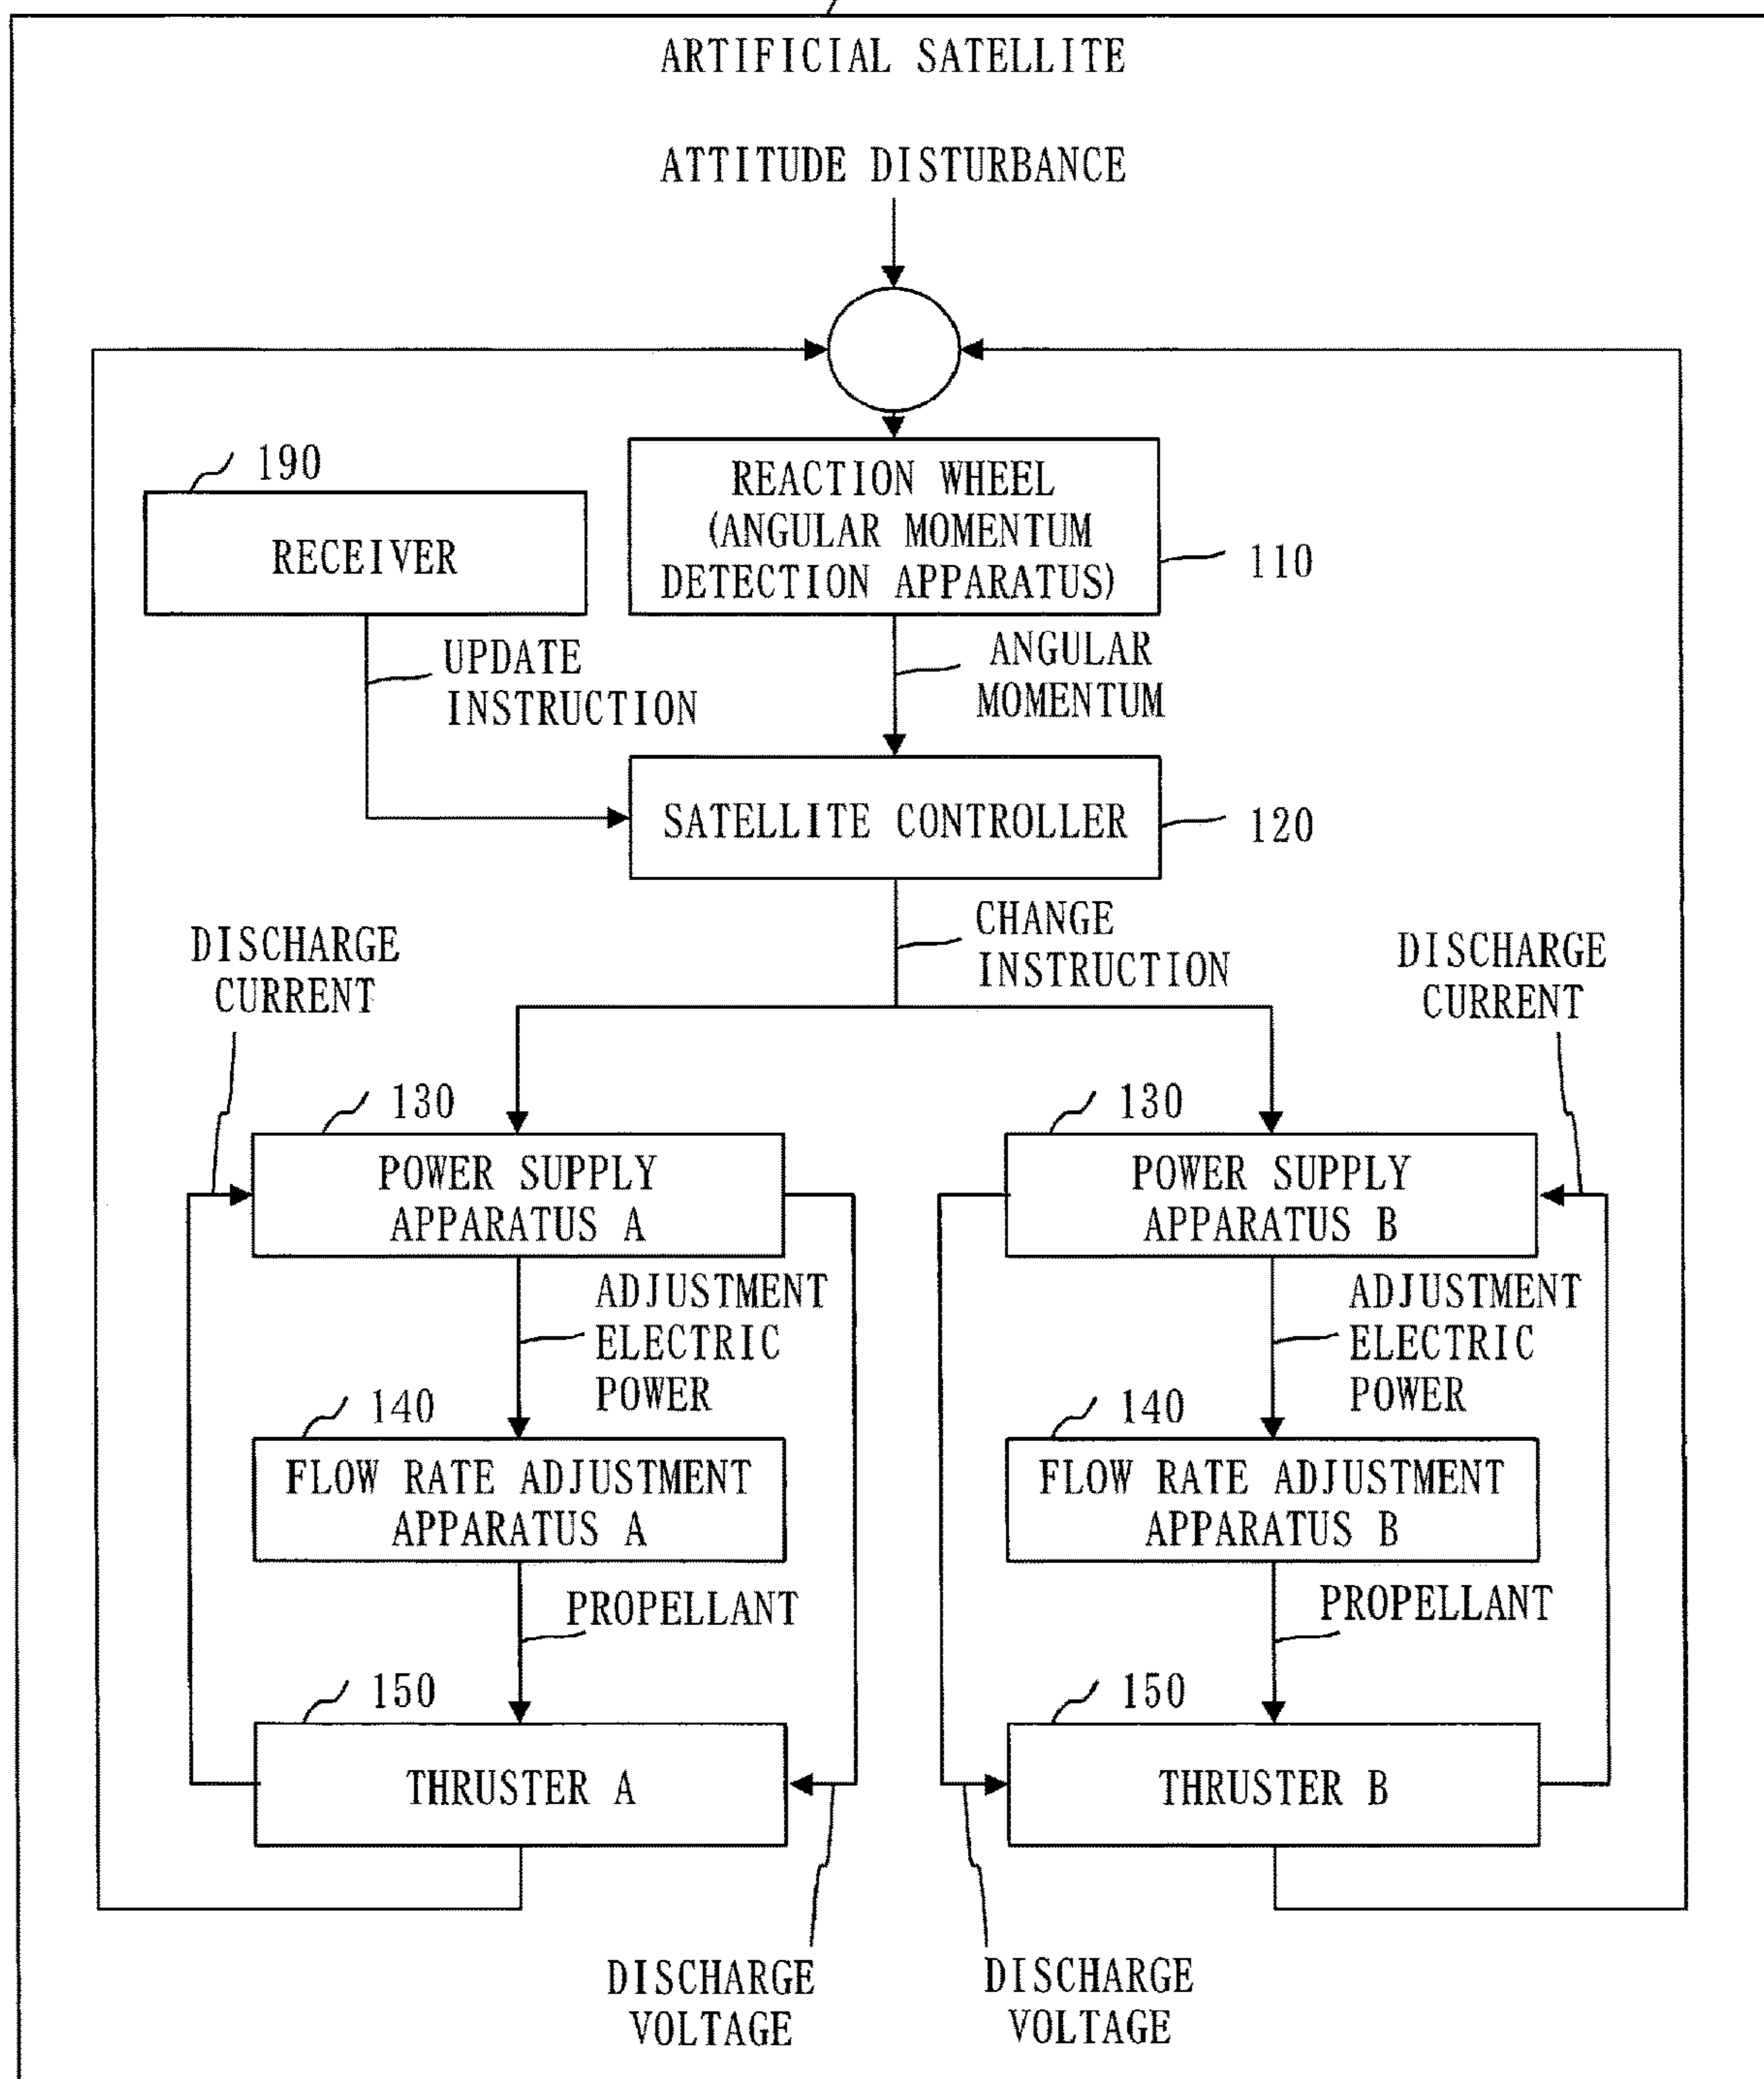 ARTIFICIAL SATELLITE
ATTITUDE DISTURBANCE
190
RECEIVER
REACTION WHEEL
(ANGULAR MOMENTUM
DETECTION APPARATUS)
110
UPDATE
INSTRUCTION
ANGULAR
MOMENTUM
SATELLITE CONTROLLER
120
CHANGE
INSTRUCTION
DISCHARGE
CURRENT
DISCHARGE
CURRENT
130
POWER SUPPLY
APPARATUS A
130
POWER SUPPLY
APPARATUS B
ADJUSTMENT
ELECTRIC
POWER
ADJUSTMENT
ELECTRIC
POWER
140
FLOW RATE ADJUSTMENT
APPARATUS A
140
FLOW RATE ADJUSTMENT
APPARATUS B
PROPELLANT
PROPELLANT
150
THRUSTER A
150
THRUSTER B
DISCHARGE
VOLTAGE
DISCHARGE
VOLTAGE